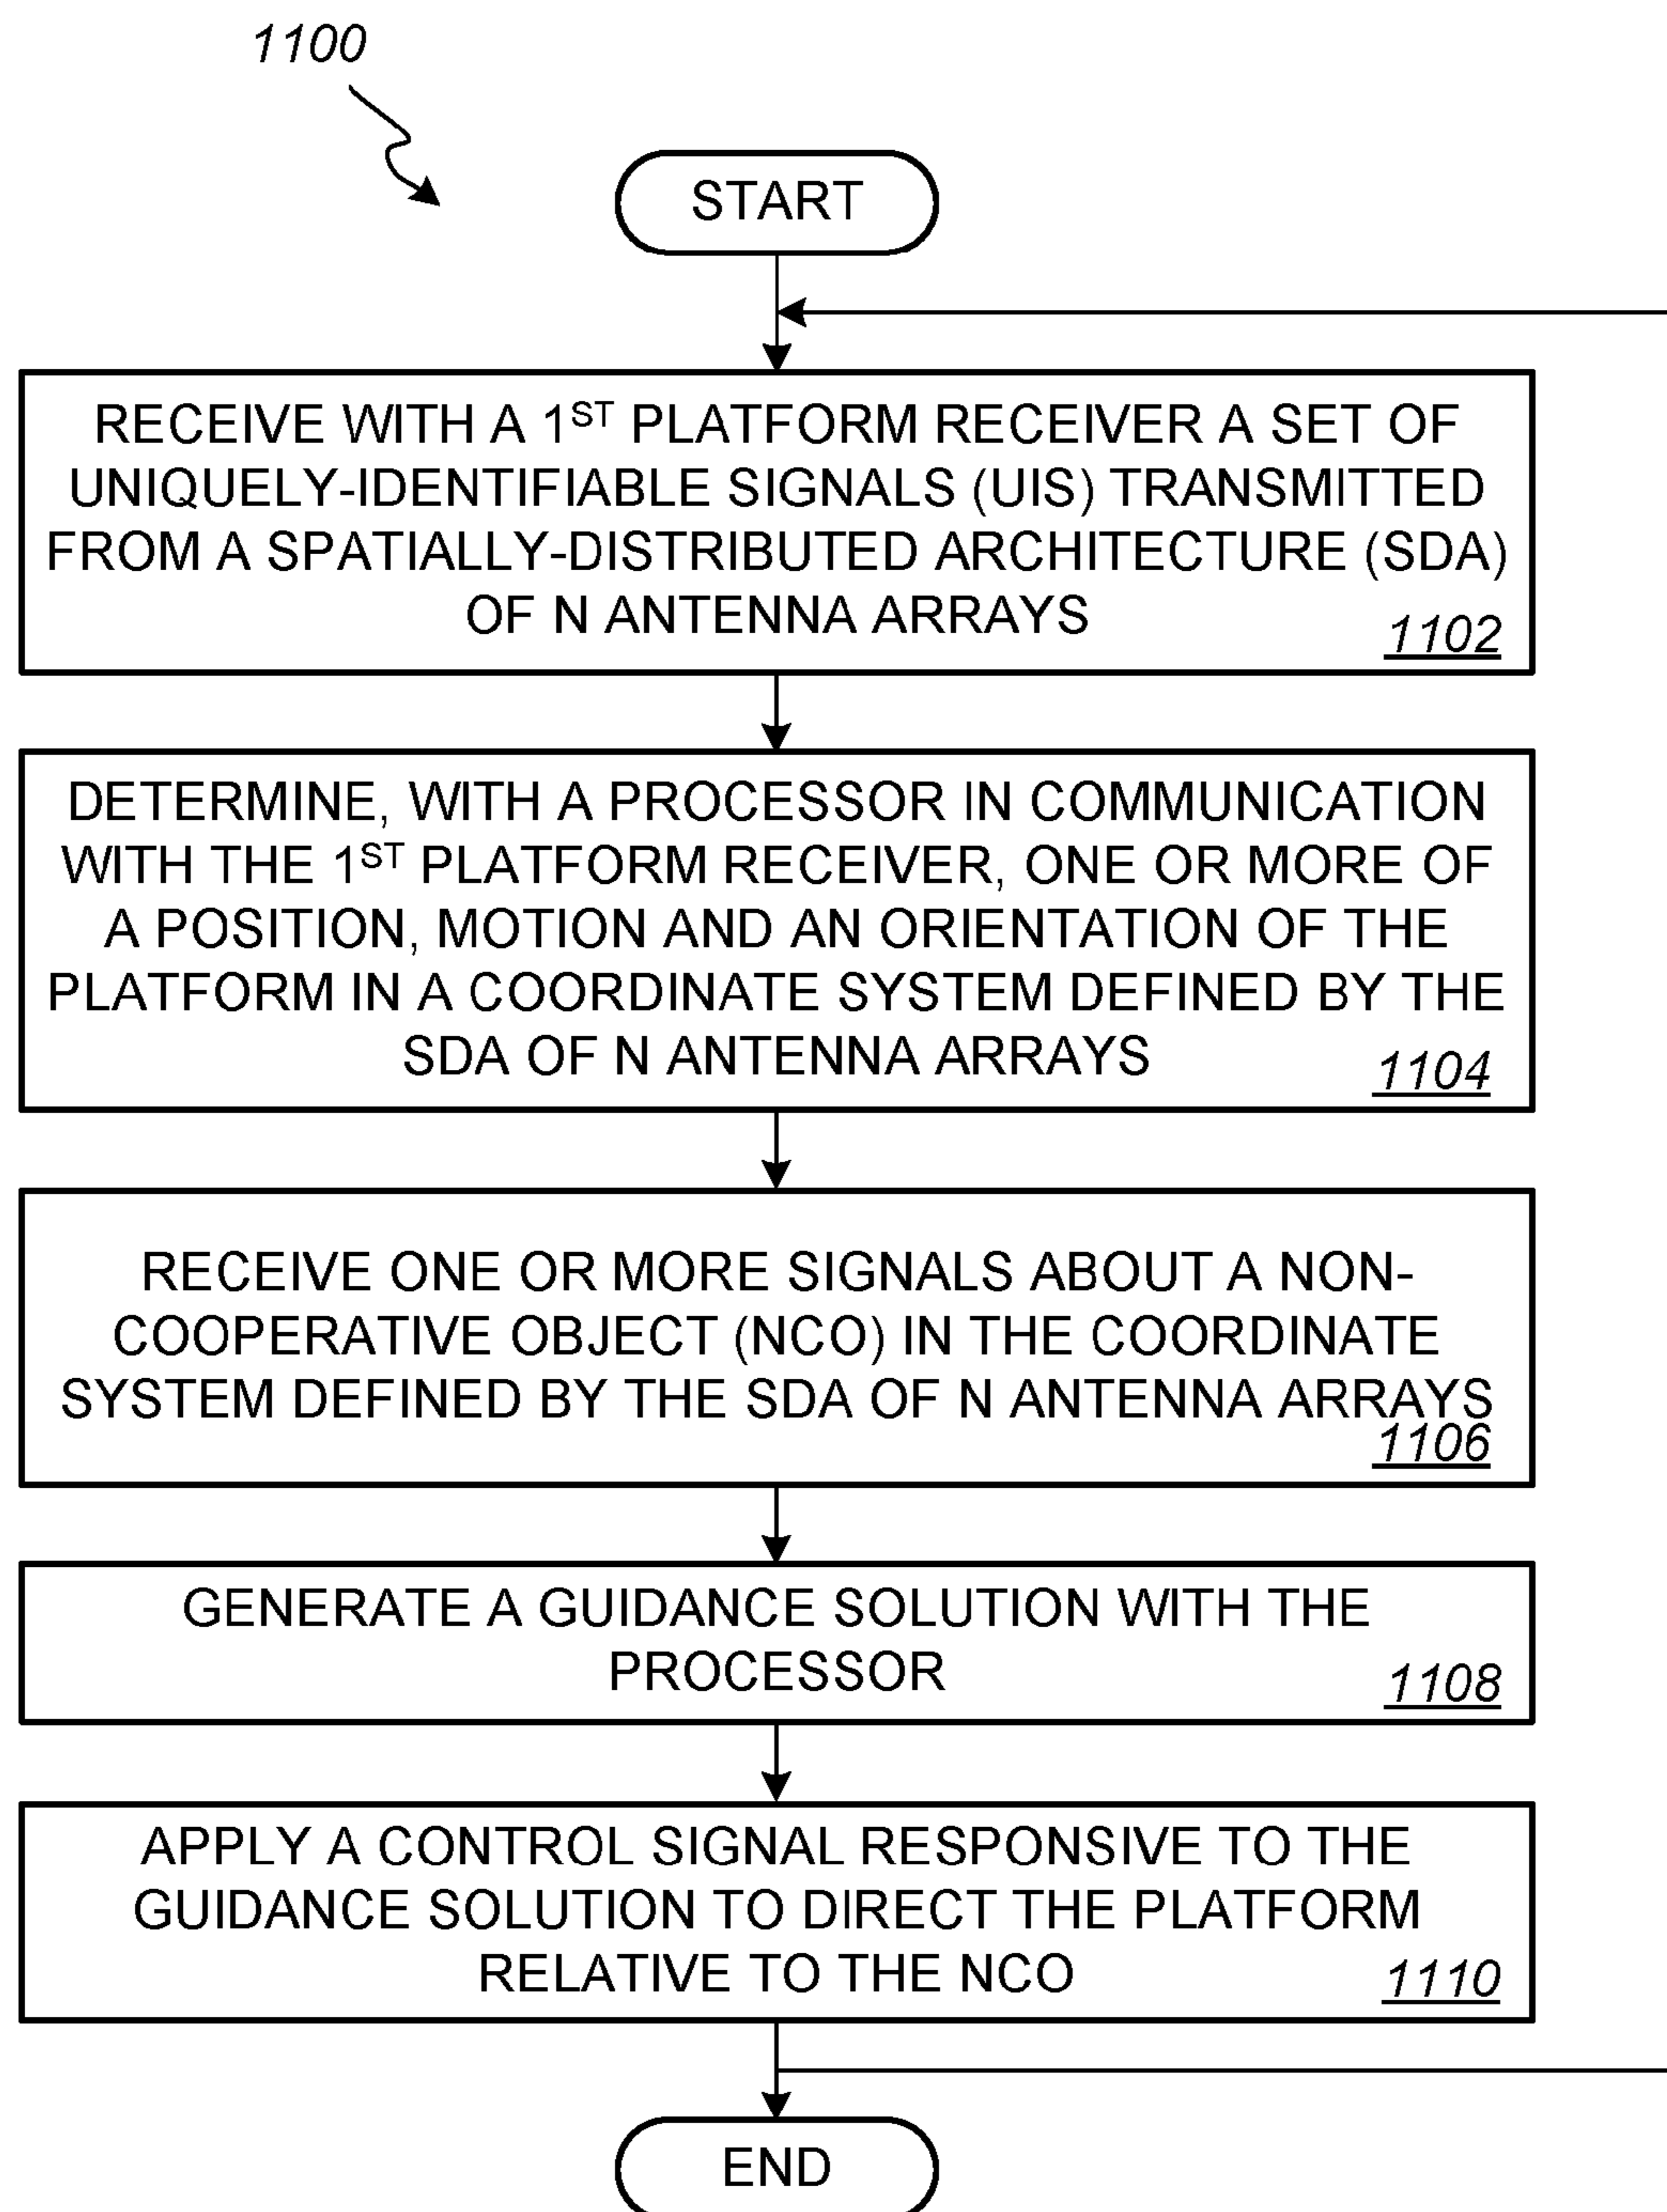 1100
START
RECEIVE WITH A 1ST PLATFORM RECEIVER A SET OF
UNIQUELY-IDENTIFIABLE SIGNALS (UIS) TRANSMITTED
FROM A SPATIALLY-DISTRIBUTED ARCHITECTURE (SDA)
OF N ANTENNA ARRAYS
1102
DETERMINE, WITH A PROCESSOR IN COMMUNICATION
WITH THE 1ST PLATFORM RECEIVER, ONE OR MORE OF
A POSITION, MOTION AND AN ORIENTATION OF THE
PLATFORM IN A COORDINATE SYSTEM DEFINED BY THE
SDA OF N ANTENNA ARRAYS
1104
RECEIVE ONE OR MORE SIGNALS ABOUT A NON-
COOPERATIVE OBJECT (NCO) IN THE COORDINATE
SYSTEM DEFINED BY THE SDA OF N ANTENNA ARRAYS
1106
GENERATE A GUIDANCE SOLUTION WITH THE
PROCESSOR
1108
APPLY A CONTROL SIGNAL RESPONSIVE TO THE
GUIDANCE SOLUTION TO DIRECT THE PLATFORM
RELATIVE TO THE NCO
1110
END